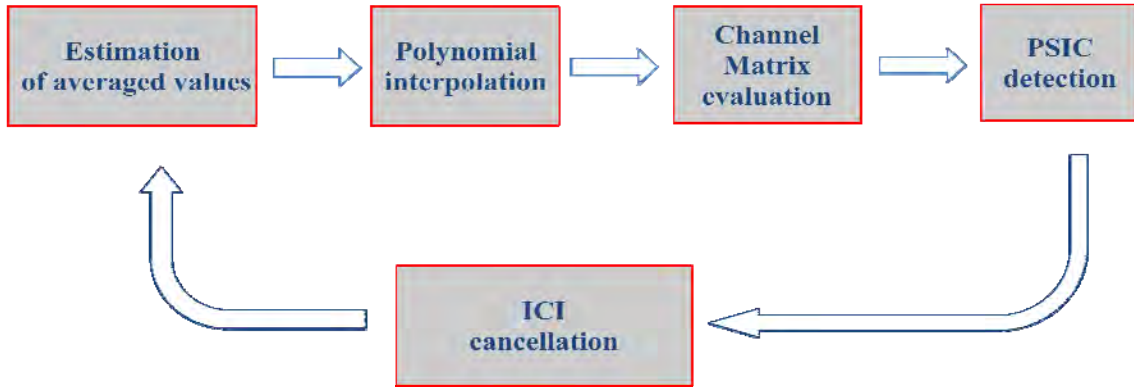 Estimation
of averaged values
Polynomial
interpolation
Channel
Matrix
evaluation
PSIC
detection
ICI
cancellation